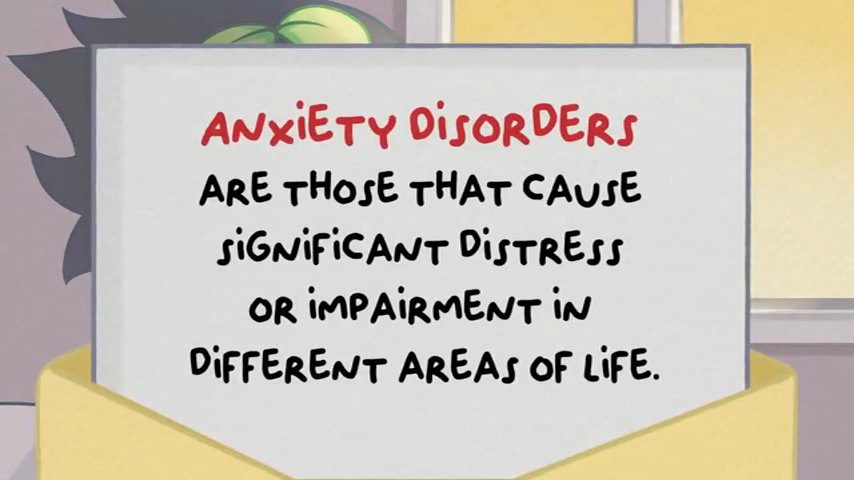 ANXIETY DISORDERS
ARE THOSE THAT CAUSE
SIGNIFICANT DISTRESS
OR IMPAIRMENT IN
DIFFERENT AREAS OF LIFE.